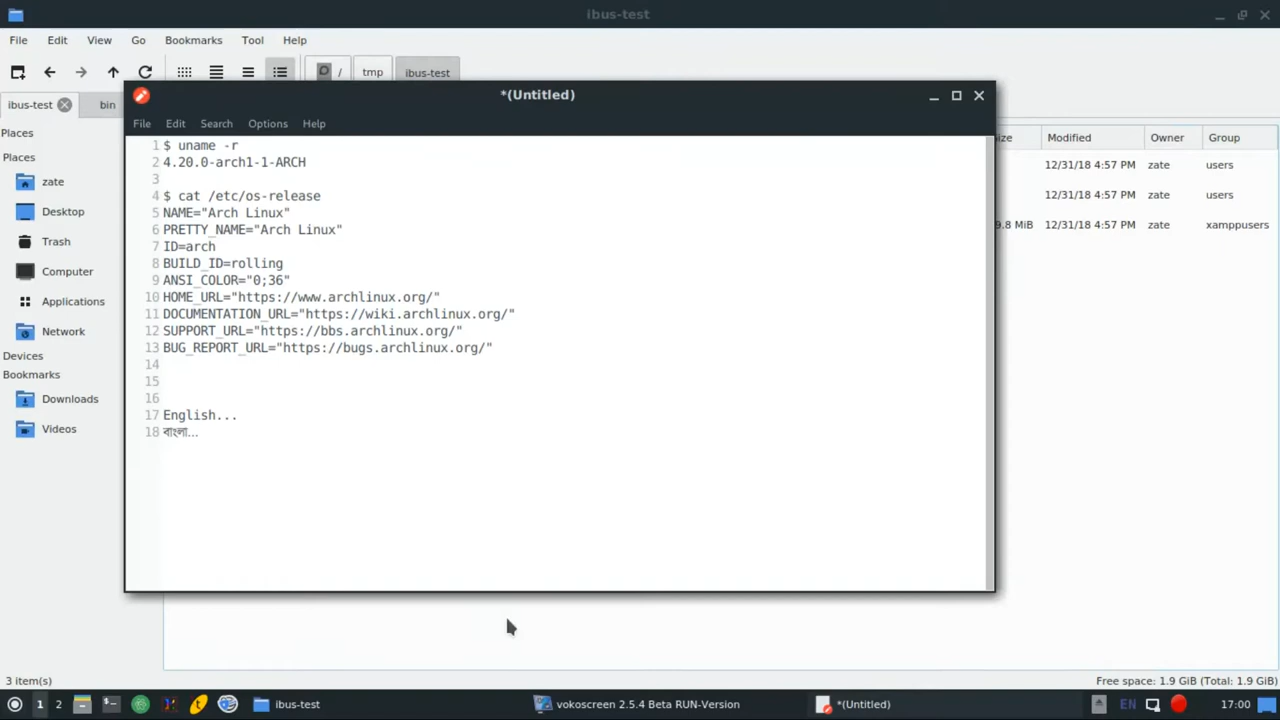 ibus-test
File Edit View Go Bookmarks Tool Help
/ tmp ibus-test
ibus-test bin
*(Untitled)
File Edit Search Options Help
1 $ uname -r
2 4.20.0-arch1-1-ARCH
3
4 $ cat /etc/os-release
5 NAME="Arch Linux"
6 PRETTY_NAME="Arch Linux"
7 ID=arch
8 BUILD_ID=rolling
9 ANSI_COLOR="0;36"
10 HOME_URL="https://www.archlinux.org/"
11 DOCUMENTATION_URL="https://wiki.archlinux.org/"
12 SUPPORT_URL="https://bbs.archlinux.org/"
13 BUG_REPORT_URL="https://bugs.archlinux.org/"
14
15
16
17 English...
18 বাংলা...
Places
Places
zate
Desktop
Trash
Computer
Applications
Network
Devices
Bookmarks
Downloads
Videos
Modified Owner Group
12/31/18 4:57 PM zate users
12/31/18 4:57 PM zate users
9.8 MiB 12/31/18 4:57 PM zate xamppusers
3 item(s) Free space: 1.9 GiB (Total: 1.9 GiB)
1 2 ibus-test vokoscreen 2.5.4 Beta RUN-Version *(Untitled) EN 17:00